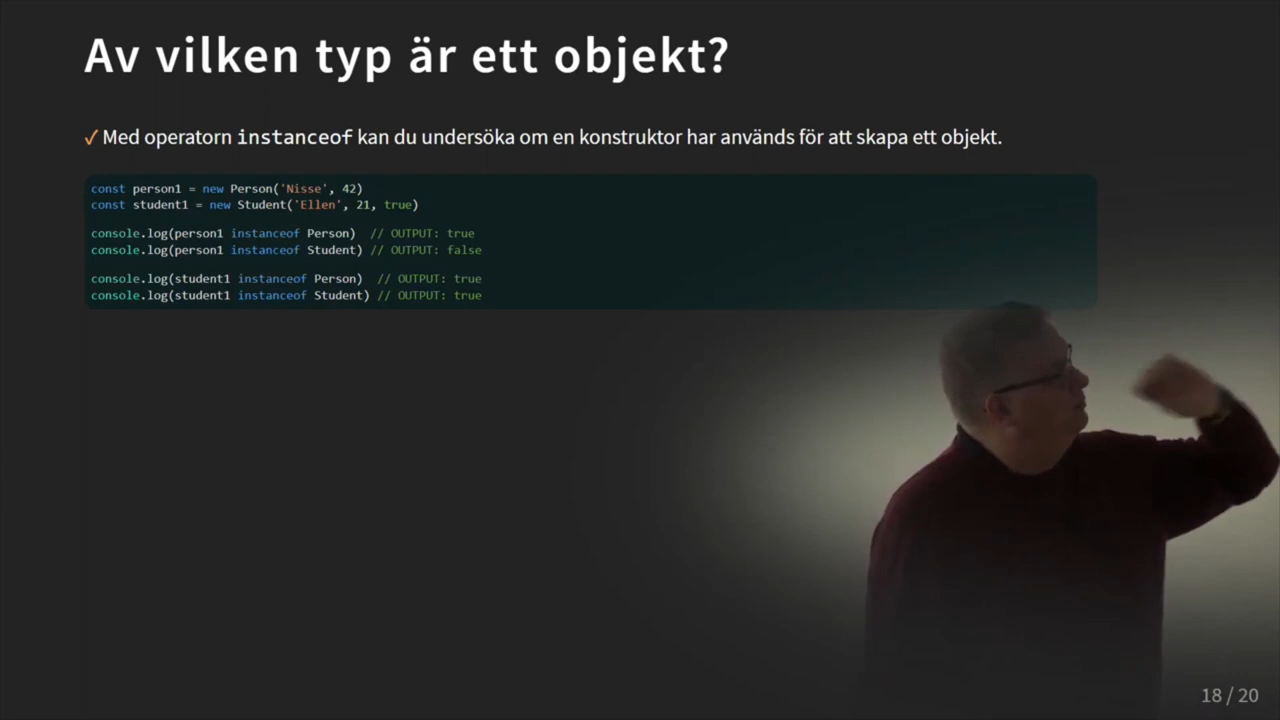 Av vilken typ är ett objekt?
✓ Med operatorn instanceof kan du undersöka om en konstruktor har används för att skapa ett objekt.
const person1 = new Person('Nisse', 42)
const student1 = new Student('Ellen', 21, true)
console.log(person1 instanceof Person)  // OUTPUT: true
console.log(person1 instanceof Student) // OUTPUT: false
console.log(student1 instanceof Person)  // OUTPUT: true
console.log(student1 instanceof Student) // OUTPUT: true
18 / 20